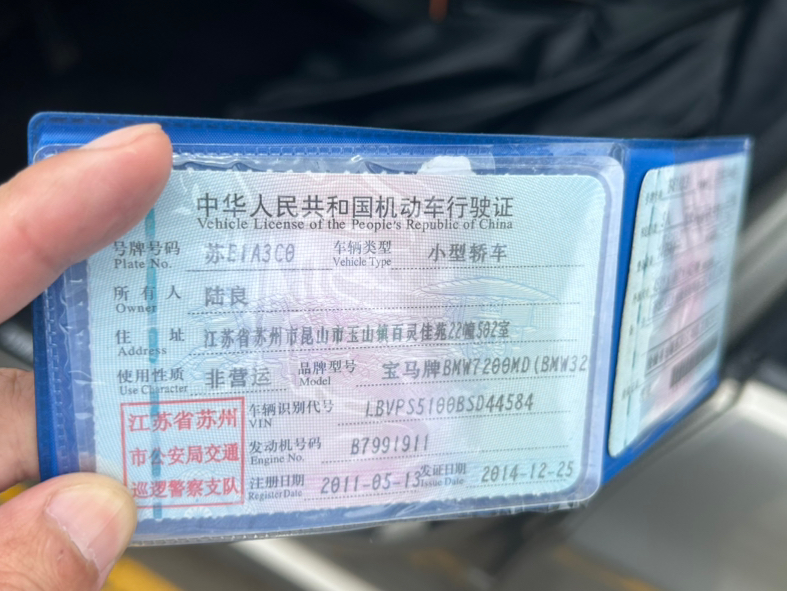 中华人民共和国机动车行驶证
Vehicle License of the People's Republic of China
号牌号码 苏E1A3C0 车辆类型 小型轿车
Plate No. Vehicle Type
所有人 陆良
Owner
住址 江苏省苏州市昆山市玉山镇百灵佳苑22幢502室
Address
使用性质 非营运 品牌型号 宝马牌BMW7200MD(BMW32
Use Character Model
江苏省苏州
市公安局交通
巡逻警察支队
车辆识别代号 LBVPS5100BSD44584
VIN
发动机号码 B7991911
Engine No.
注册日期 2011-05-13 发证日期 2014-12-25
Register Date Issue Date